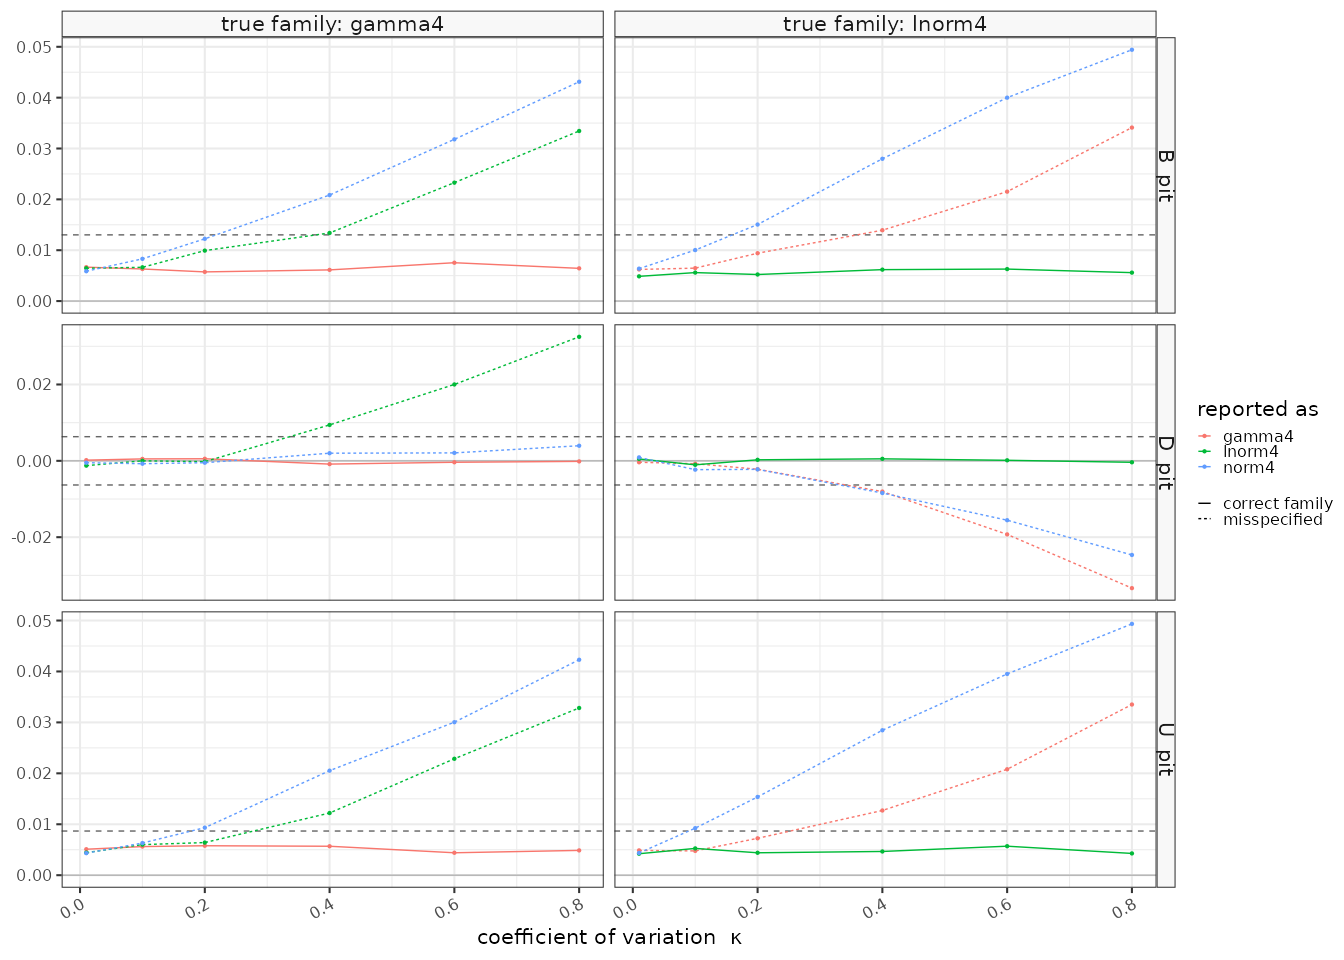 true family: gamma4
true family: lnorm4
0.05
0.04
0.03
0.02
0.01
0.00
B pit
0.02
0.00
-0.02
D pit
0.05
0.04
0.03
0.02
0.01
0.00
U pit
0.0
0.2
0.4
0.6
0.8
0.0
0.2
0.4
0.6
0.8
coefficient of variation κ
reported as
gamma4
lnorm4
norm4
correct family
misspecified